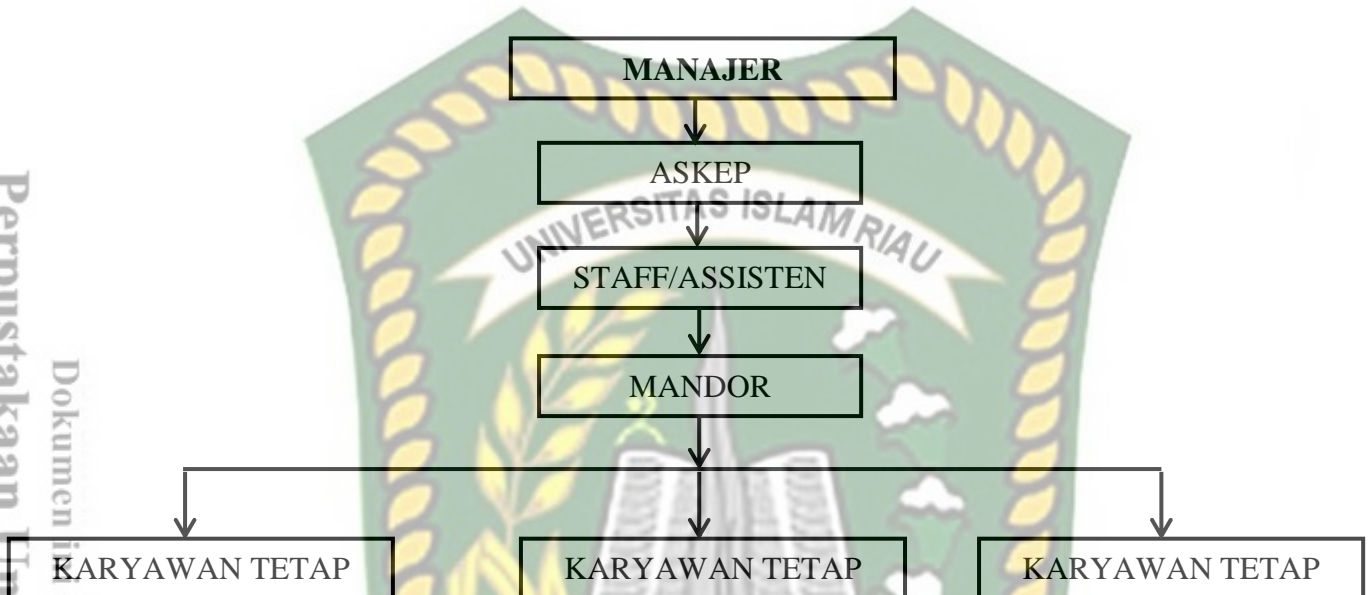 MANAJER
ASKEP
UNIVERSITAS ISLAM RIAU
STAFF/ASSISTEN
MANDOR
KARYAWAN TETAP
KARYAWAN TETAP
KARYAWAN TETAP
Dokumen
Perpustakaan